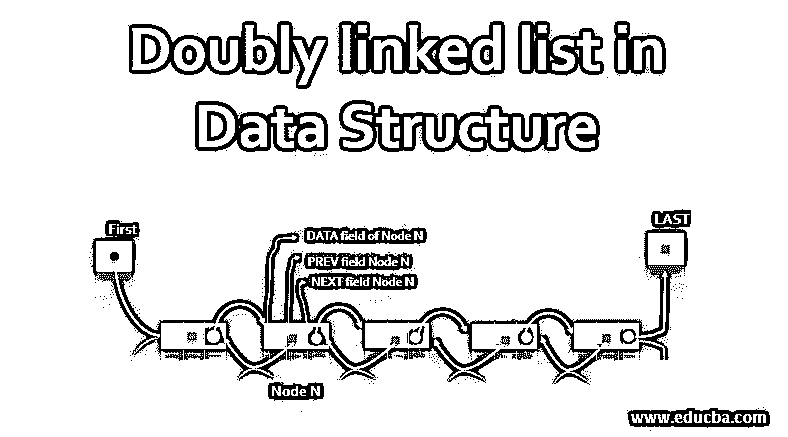 Doubly linked list in
Data Structure
First
LAST
DATA field of Node N
PREV field Node N
NEXT field Node N
Node N
www.educba.com